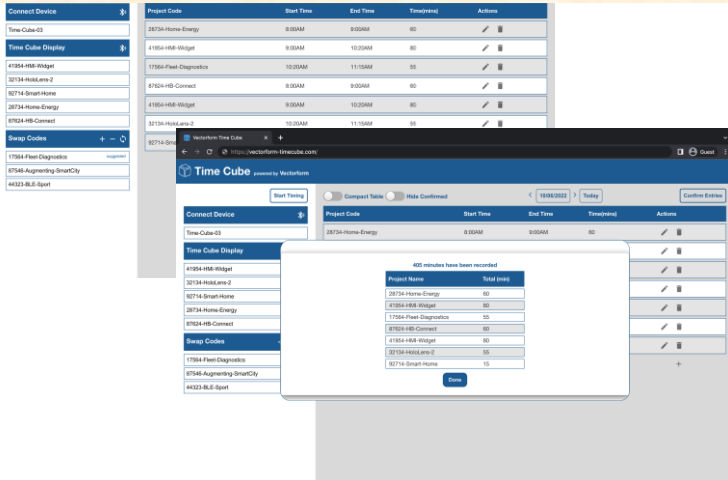 Connect Device
Time-Cube-03
Time Cube Display
41954-HMI-Widget
32134-HoloLens-2
92714-Smart-Home
28734-Home-Energy
87624-HB-Connect
Swap Codes
17564-Fleet-Diagnostics suggested
87546-Augmenting-SmartCity
44323-BLE-Sport
Project Code Start Time End Time Time(mins) Actions
28734-Home-Energy 8:00AM 9:00AM 60
41954-HMI-Widget 9:00AM 10:20AM 80
17564-Fleet-Diagnostics 10:20AM 11:15AM 55
87624-HB-Connect 8:00AM 9:00AM 60
41954-HMI-Widget 9:00AM 10:20AM 80
32134-HoloLens-2 10:20AM 11:15AM 55
92714-Sma
Vectorform Time Cube
https://vectorform-timecube.com/
Guest
Time Cube powered by Vectorform
Start Timing
Compact Table
Hide Confirmed
10/06/2022
Today
Confirm Entries
Connect Device
Time-Cube-03
Time Cube Display
41954-HMI-Widget
32134-HoloLens-2
92714-Smart-Home
28734-Home-Energy
87624-HB-Connect
Swap Codes
17564-Fleet-Diagnostics
87546-Augmenting-SmartCity
44323-BLE-Sport
Project Code Start Time End Time Time(mins) Actions
28734-Home-Energy 8:00AM 9:00AM 60
405 minutes have been recorded
Project Name Total (min)
28734-Home-Energy 60
41954-HMI-Widget 80
17564-Fleet-Diagnostics 55
87624-HB-Connect 60
41954-HMI-Widget 80
32134-HoloLens-2 55
92714-Smart-Home 15
Done